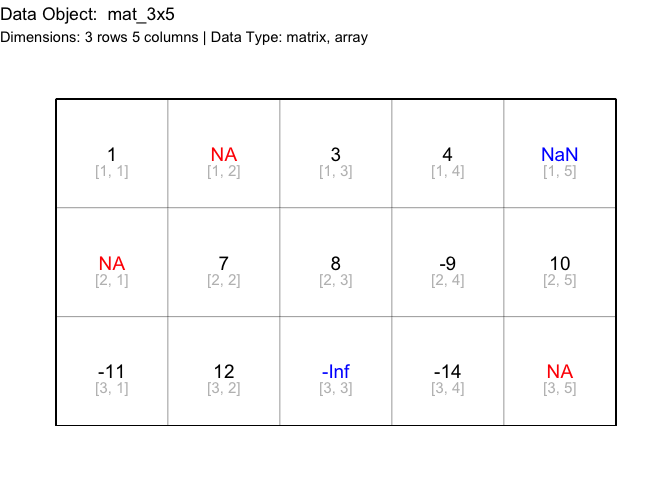 Data Object:  mat_3x5
Dimensions: 3 rows 5 columns | Data Type: matrix, array
1 NA 3 4 NaN
[1, 1] [1, 2] [1, 3] [1, 4] [1, 5]
NA 7 8 -9 10
[2, 1] [2, 2] [2, 3] [2, 4] [2, 5]
-11 12 -Inf -14 NA
[3, 1] [3, 2] [3, 3] [3, 4] [3, 5]